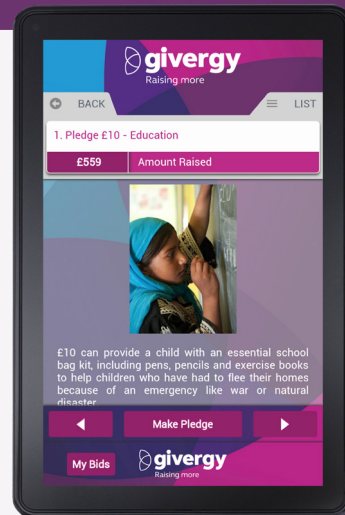 givergy
Raising more
BACK
LIST
1. Pledge £10 - Education
£559
Amount Raised
£10 can provide a child with an essential school
bag kit, including pens, pencils and exercise books
to help children who have had to flee their homes
because of an emergency like war or natural
disaster
Make Pledge
My Bids
givergy
Raising more